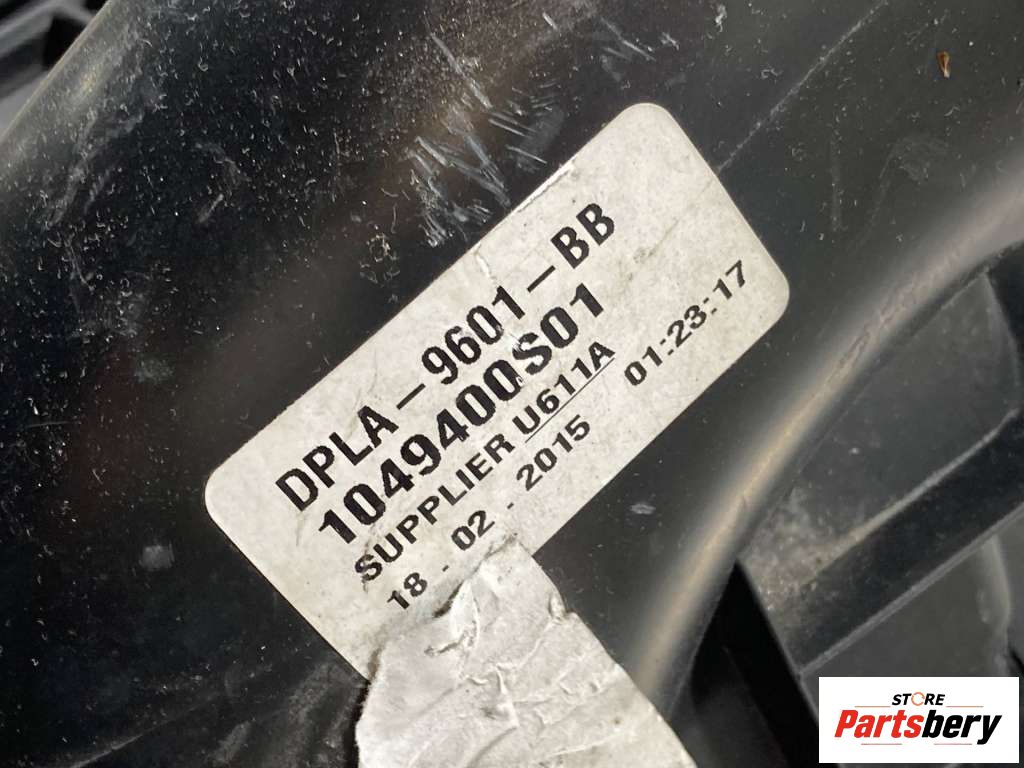 DPLA-9601-BB
1049400S01
SUPPLIER U611A
18 - 02 - 2015 01:23:17
STORE
Partsbery